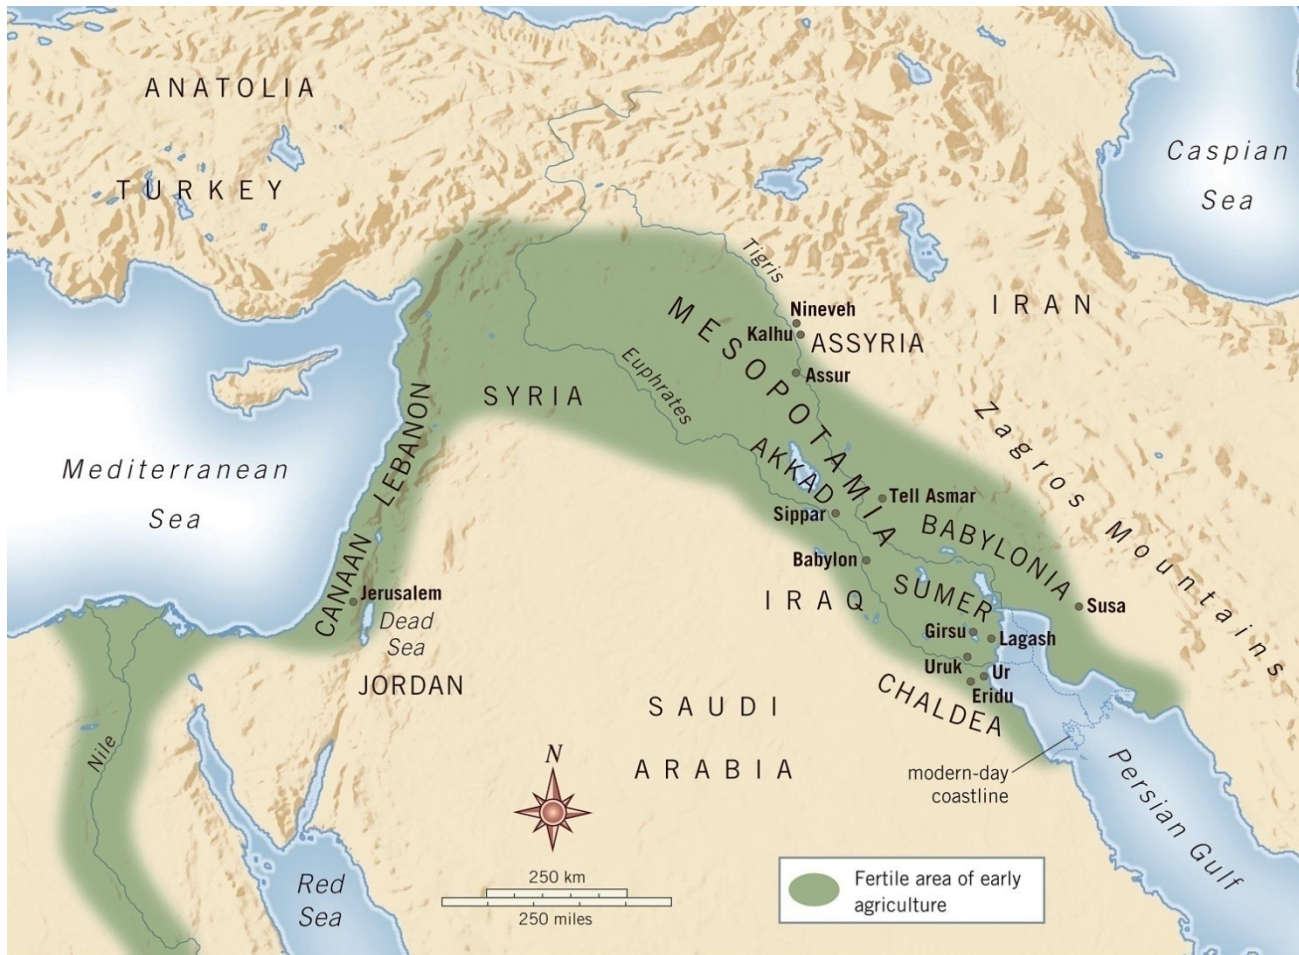 ANATOLIA
TURKEY
Caspian
Sea
Tigris
IRAN
Nineveh
Kalhu
ASSYRIA
MESOPOTAMIA
Assur
Euphrates
SYRIA
Zagros Mountains
LEBANON
Mediterranean
Sea
AKKAD
Tell Asmar
Sippar
BABYLONIA
Babylon
CANAAN
Jerusalem
Dead
Sea
IRAQ
SUMER
Susa
Girsu
Lagash
Uruk
Ur
Eridu
JORDAN
CHALDEA
SAUDI
ARABIA
Nile
N
modern-day
coastline
Persian Gulf
Red
Sea
250 km
250 miles
Fertile area of early
agriculture